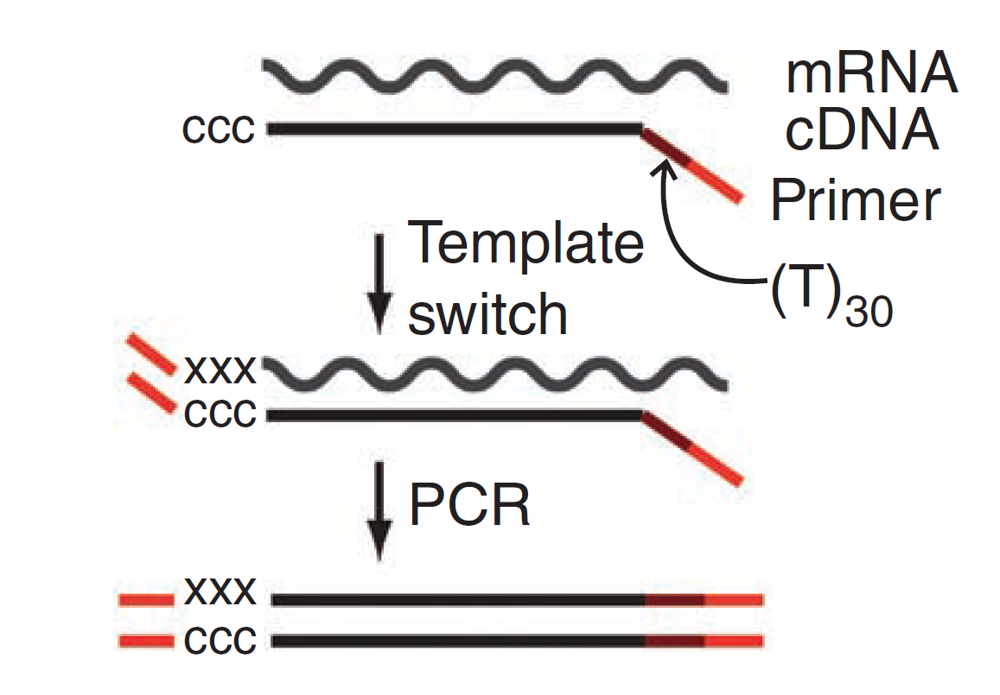 mRNA
CCC cDNA
Primer
Template
switch
(T)30
XXX
CCC
PCR
XXX
CCC